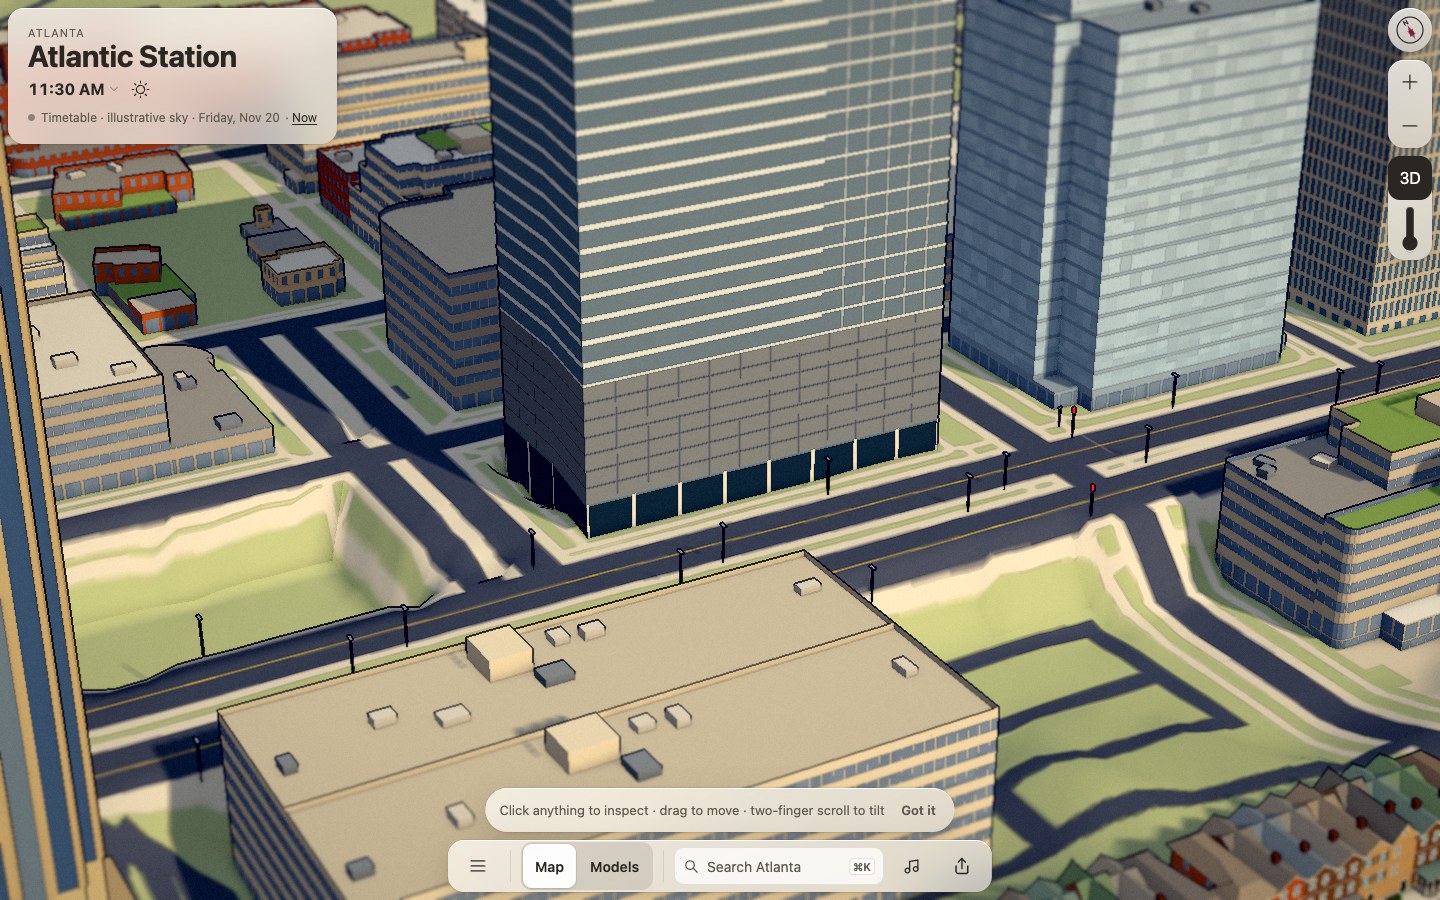 ATLANTA
Atlantic Station
11:30 AM
Timetable · illustrative sky · Friday, Nov 20 · Now
N
3D
Click anything to inspect · drag to move · two-finger scroll to tilt Got it
Map Models Search Atlanta ⌘K